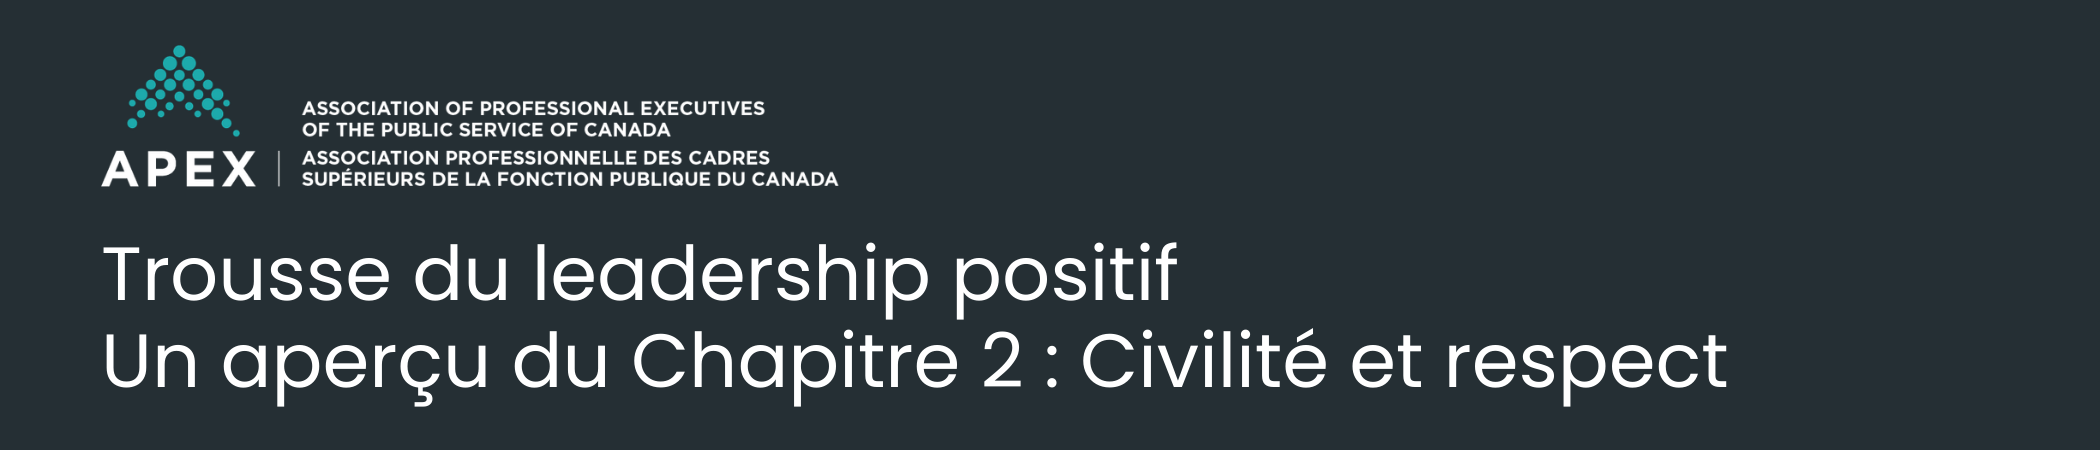 ASSOCIATION OF PROFESSIONAL EXECUTIVES
OF THE PUBLIC SERVICE OF CANADA
APEX
ASSOCIATION PROFESSIONNELLE DES CADRES
SUPÉRIEURS DE LA FONCTION PUBLIQUE DU CANADA
Trousse du leadership positif
Un aperçu du Chapitre 2 : Civilité et respect